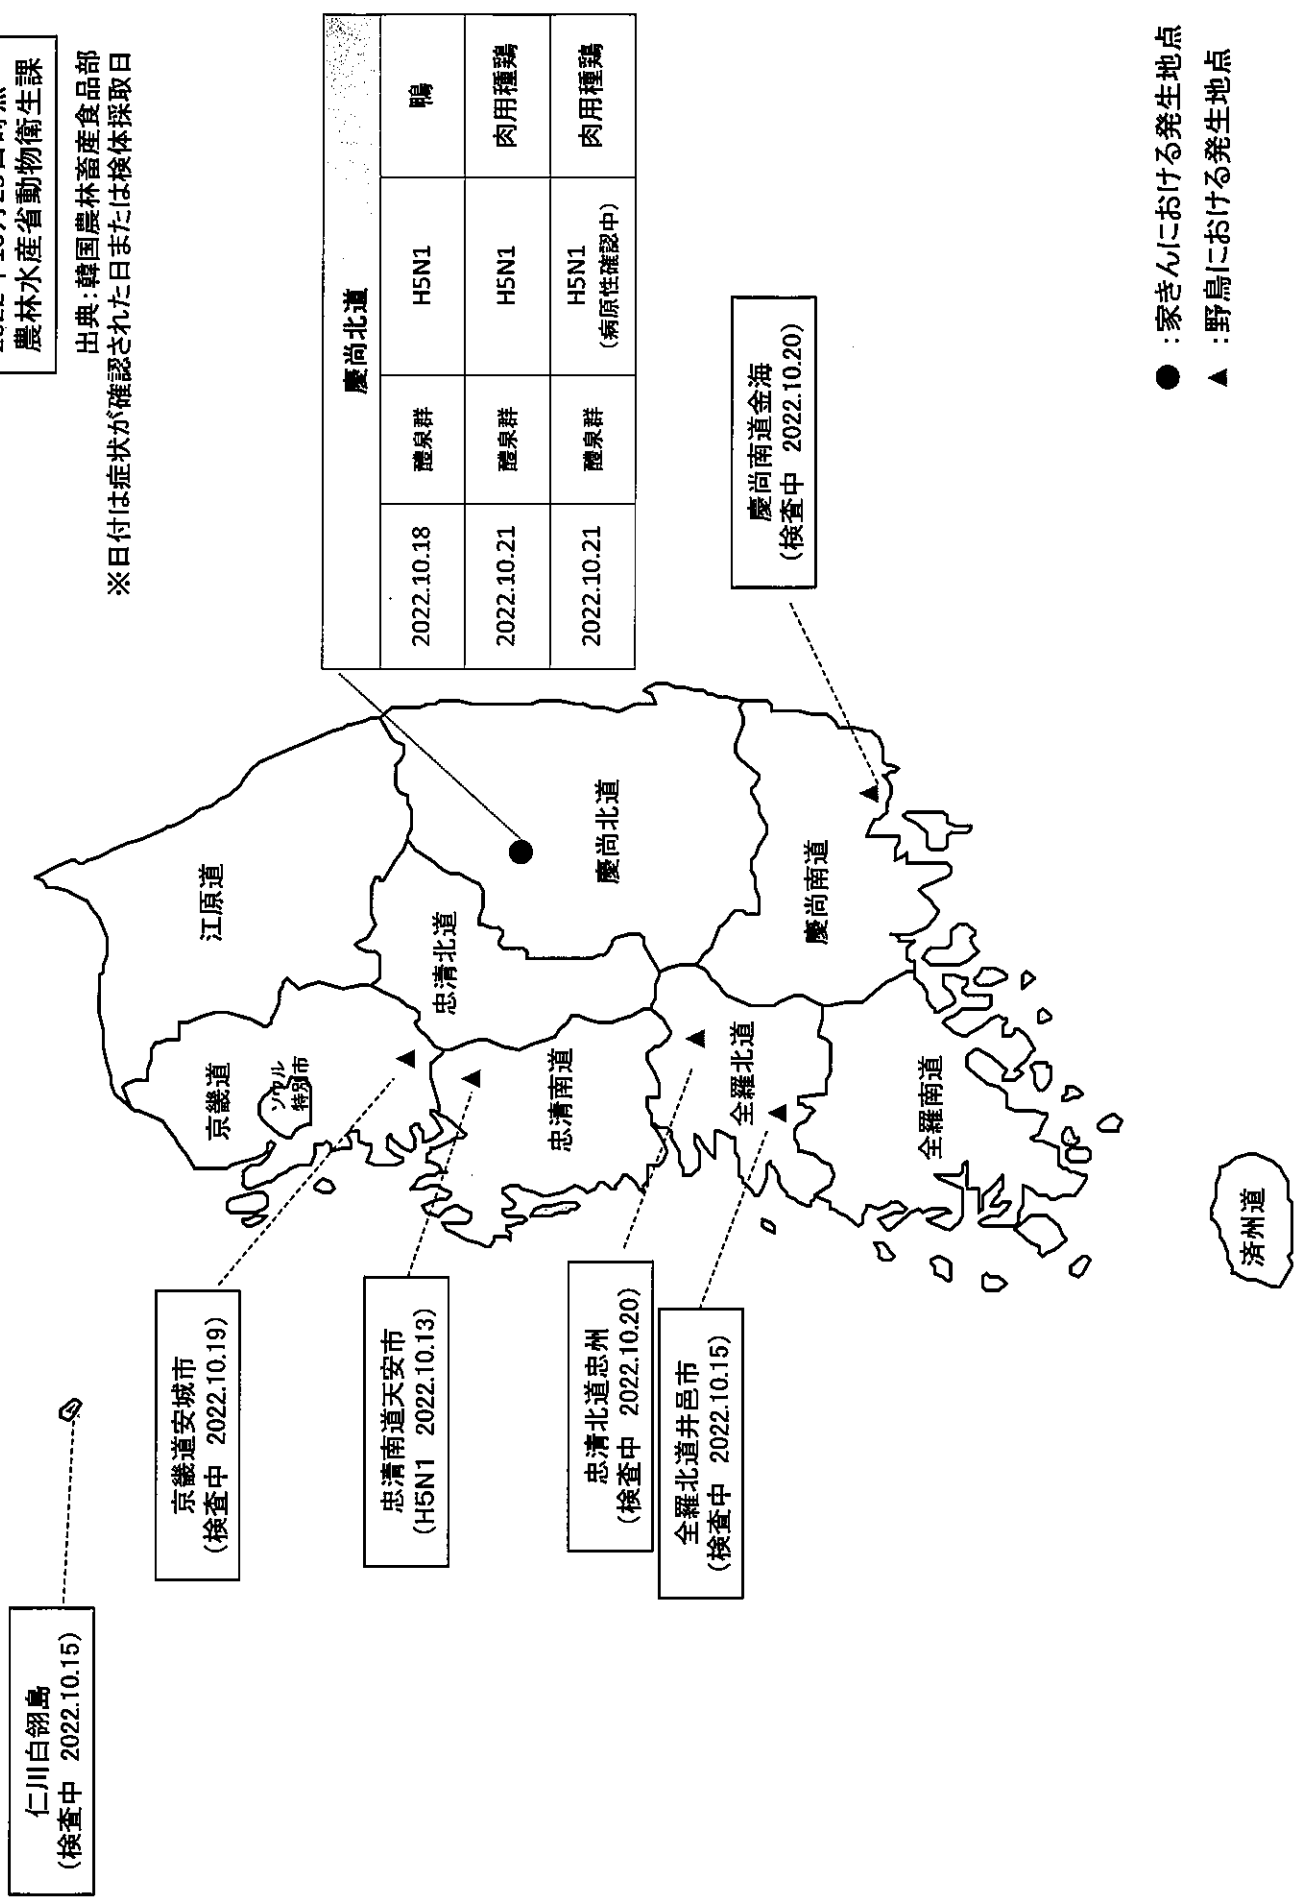 農林水産省動物衛生課
出典:韓国農林畜産食品部
※日付は症状が確認された日または検体採取日
慶尚北道
2022.10.18 醴泉群 H5N1 鴨
2022.10.21 醴泉群 H5N1 肉用種鶏
2022.10.21 醴泉群 H5N1 (病原性確認中) 肉用種鶏
仁川白翎島
(検査中 2022.10.15)
京畿道安城市
(検査中 2022.10.19)
忠清南道天安市
(H5N1 2022.10.13)
忠清北道忠州
(検査中 2022.10.20)
全羅北道井邑市
(検査中 2022.10.15)
慶尚南道金海
(検査中 2022.10.20)
江原道
京畿道
ソウル
特別市
忠清北道
慶尚北道
忠清南道
全羅北道
慶尚南道
全羅南道
済州道
● :家きんにおける発生地点
▲ :野鳥における発生地点